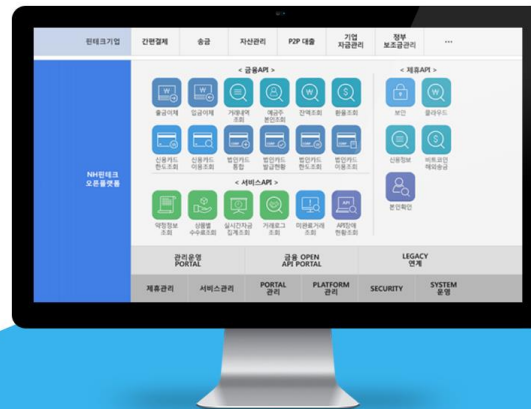 핀테크기업
간편결제
송금
자산관리
P2P 대출
기업
자금관리
정부
보조금관리
...
NH핀테크
오픈플랫폼
< 금융API >
출금이체
입금이체
거래내역
조회
예금주
본인조회
잔액조회
환율조회
신용카드
한도조회
신용카드
이용조회
법인카드
통합
법인카드
발급현황
법인카드
한도조회
법인카드
이용조회
< 서비스API >
약정정보
조회
상품별
수수료조회
실시간자금
집계조회
거래로그
조회
미완료거래
조회
API장애
현황조회
< 제휴API >
보안
클라우드
신용정보
비트코인
해외송금
본인확인
관리운영
PORTAL
금융 OPEN
API PORTAL
LEGACY
연계
제휴관리
서비스관리
PORTAL
관리
PLATFORM
관리
SECURITY
SYSTEM
운영